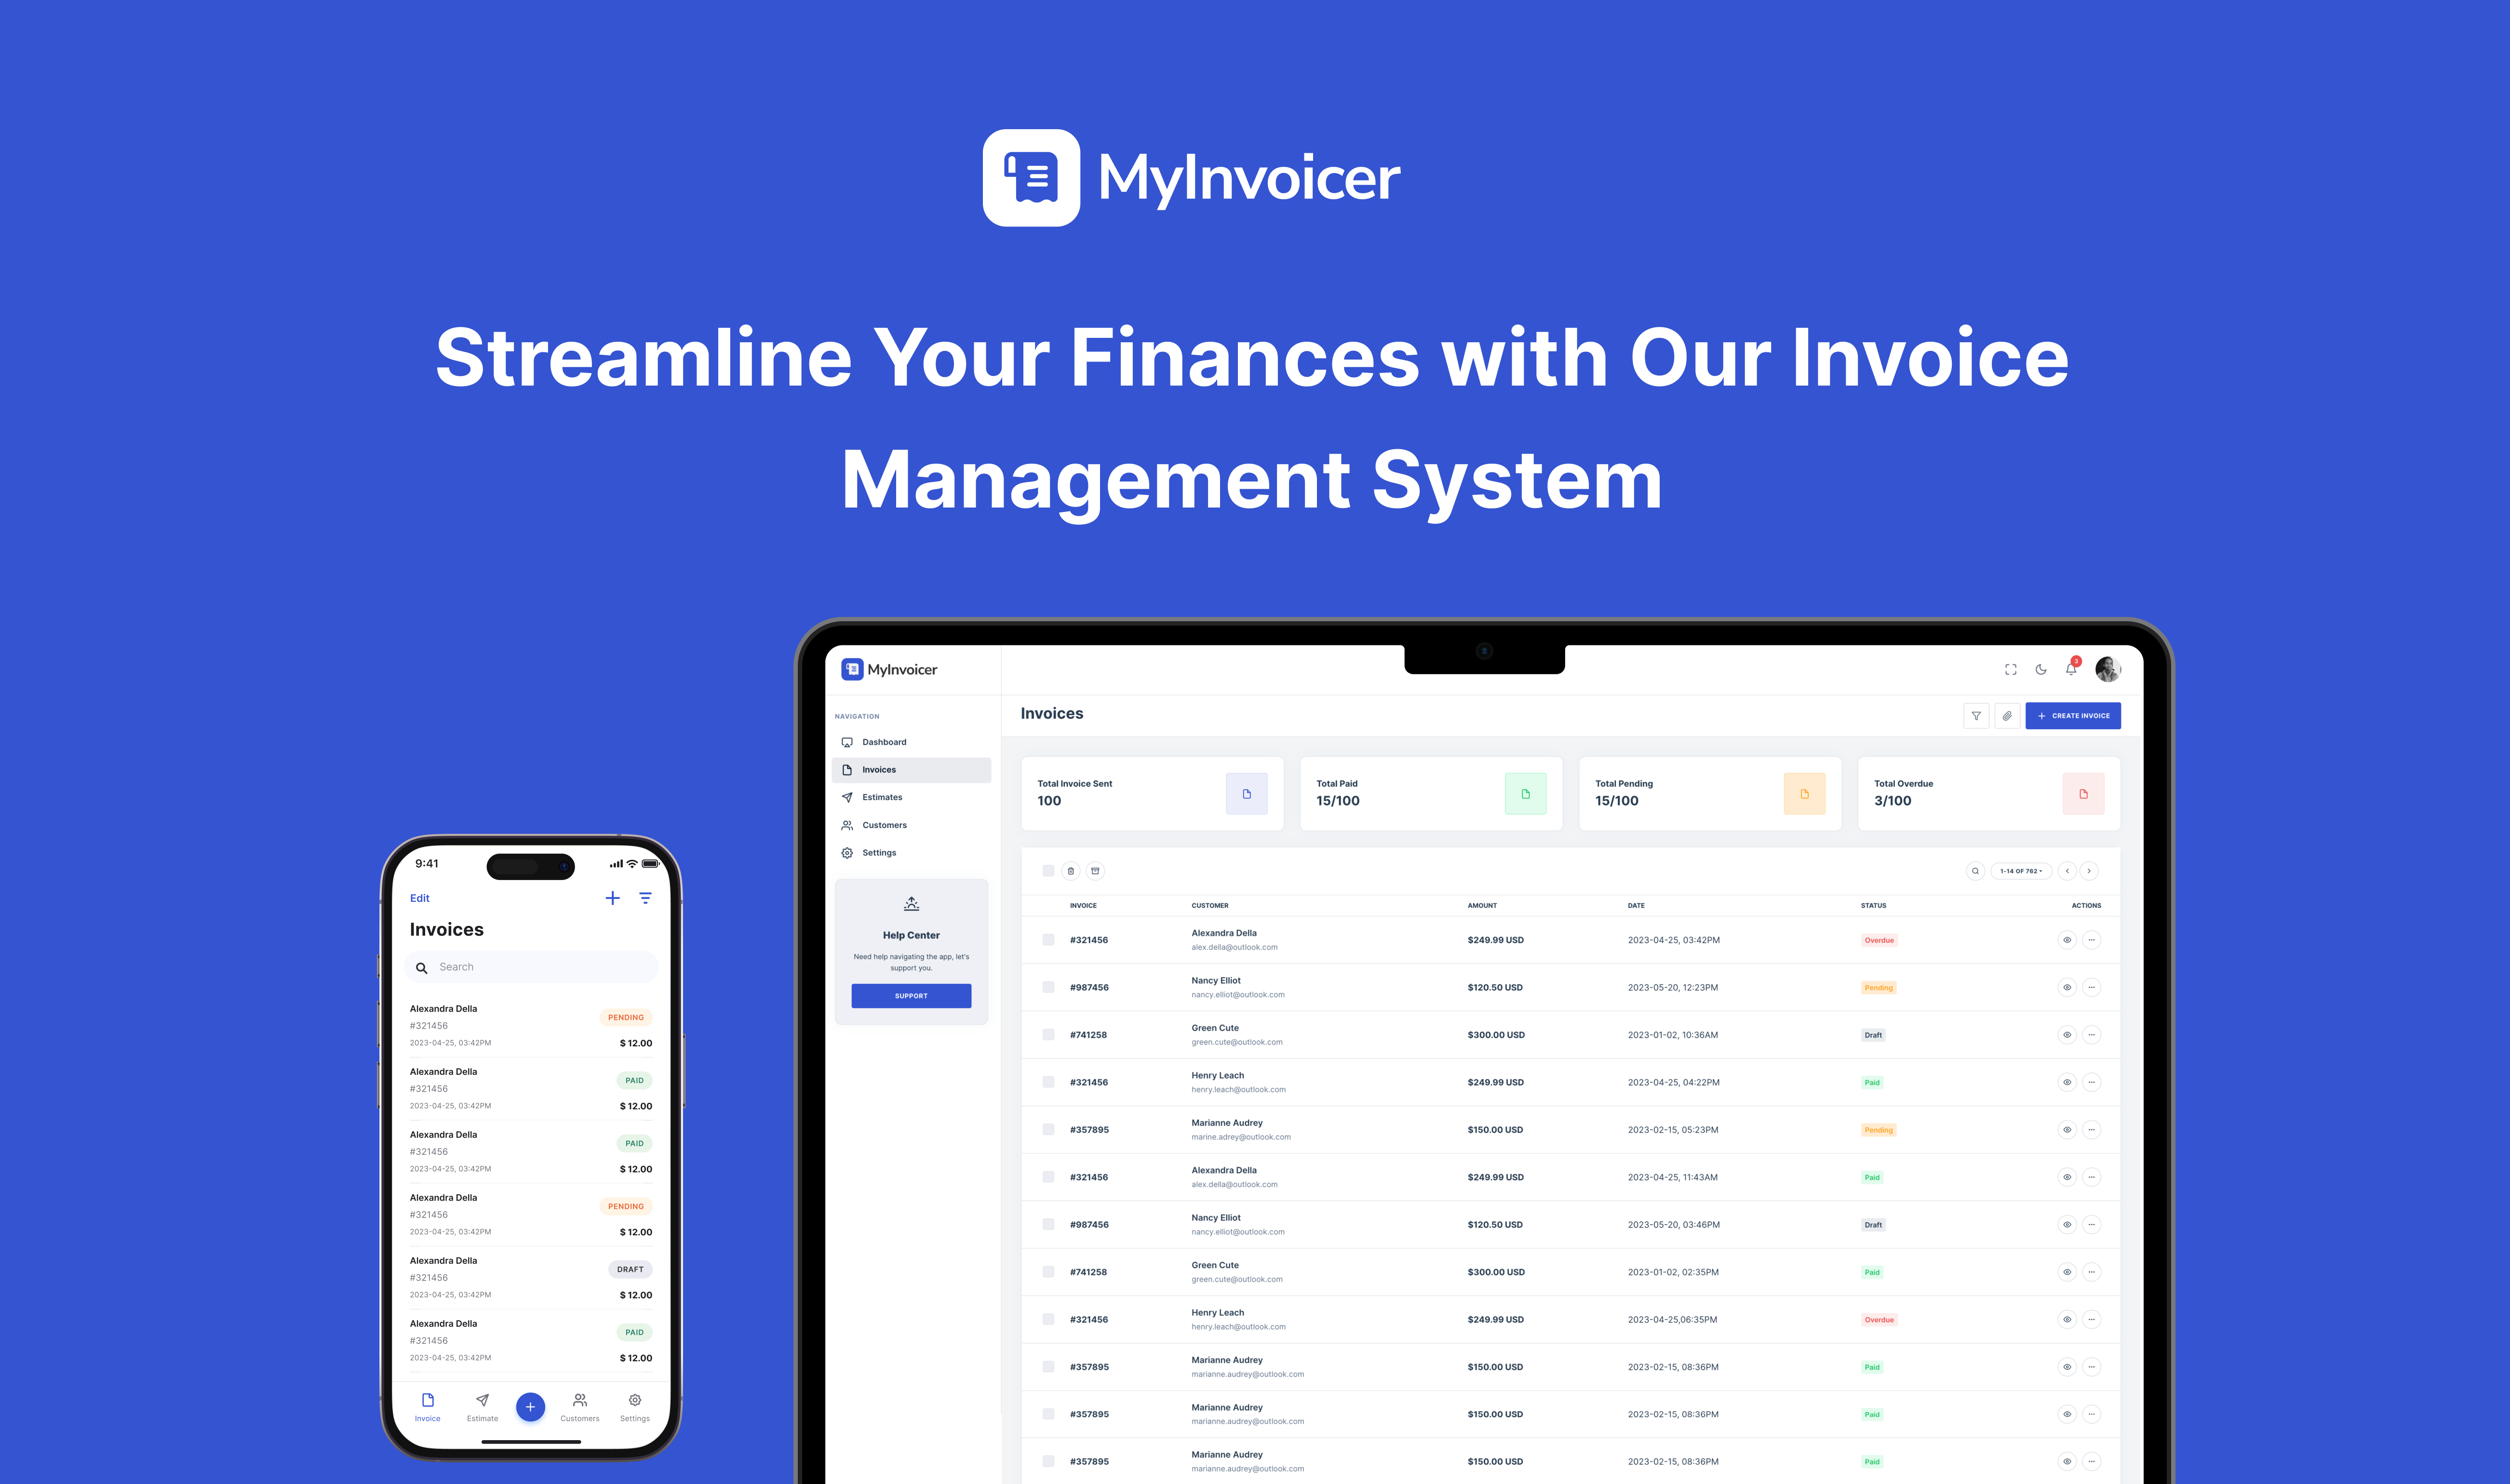 MyInvoicer
Streamline Your Finances with Our Invoice
Management System
9:41
Edit
Invoices
Search
Alexandra Della
#321456
PENDING
2023-04-25, 03:42PM
$ 12.00
Alexandra Della
#321456
PAID
2023-04-25, 03:42PM
$ 12.00
Alexandra Della
#321456
PAID
2023-04-25, 03:42PM
$ 12.00
Alexandra Della
#321456
PENDING
2023-04-25, 03:42PM
$ 12.00
Alexandra Della
#321456
DRAFT
2023-04-25, 03:42PM
$ 12.00
Alexandra Della
#321456
PAID
2023-04-25, 03:42PM
$ 12.00
Invoice Estimate Customers Settings
MyInvoicer
3
NAVIGATION
Dashboard
Invoices
Estimates
Customers
Settings
Help Center
Need help navigating the app, let's
support you.
SUPPORT
Invoices
CREATE INVOICE
Total Invoice Sent
100
Total Paid
15/100
Total Pending
15/100
Total Overdue
3/100
1-14 OF 762
INVOICE CUSTOMER AMOUNT DATE STATUS ACTIONS
#321456 Alexandra Della $249.99 USD 2023-04-25, 03:42PM Overdue
alex.della@outlook.com
#987456 Nancy Elliot $120.50 USD 2023-05-20, 12:23PM Pending
nancy.elliot@outlook.com
#741258 Green Cute $300.00 USD 2023-01-02, 10:36AM Draft
green.cute@outlook.com
#321456 Henry Leach $249.99 USD 2023-04-25, 04:22PM Paid
henry.leach@outlook.com
#357895 Marianne Audrey $150.00 USD 2023-02-15, 05:23PM Pending
marine.adrey@outlook.com
#321456 Alexandra Della $249.99 USD 2023-04-25, 11:43AM Paid
alex.della@outlook.com
#987456 Nancy Elliot $120.50 USD 2023-05-20, 03:46PM Draft
nancy.elliot@outlook.com
#741258 Green Cute $300.00 USD 2023-01-02, 02:35PM Paid
green.cute@outlook.com
#321456 Henry Leach $249.99 USD 2023-04-25,06:35PM Overdue
henry.leach@outlook.com
#357895 Marianne Audrey $150.00 USD 2023-02-15, 08:36PM Paid
marianne.audrey@outlook.com
#357895 Marianne Audrey $150.00 USD 2023-02-15, 08:36PM Paid
marianne.audrey@outlook.com
#357895 Marianne Audrey $150.00 USD 2023-02-15, 08:36PM Paid
marianne.audrey@outlook.com